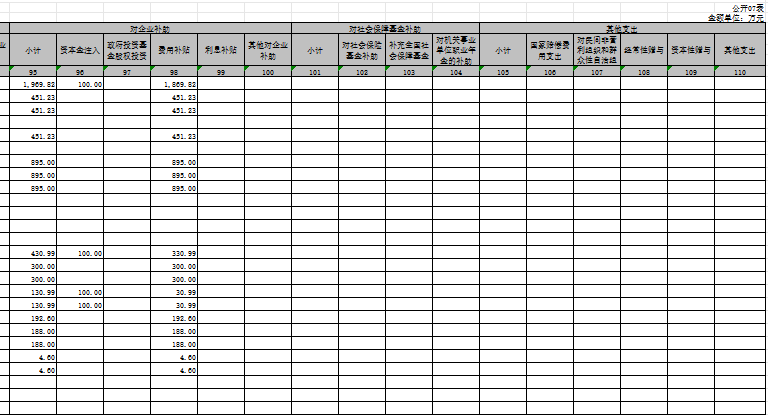 公开07表
金额单位：万元
对企业补助 对社会保障基金补助 其他支出
业 小计 资本金注入 政府投资基金股权投资 费用补贴 利息补贴 其他对企业补助 小计 对社会保险基金补助 补充全国社会保障基金 对机关事业单位职业年金的补助 小计 国家赔偿费用支出 对民间非营利组织和群众性自治组 经常性赠与 资本性赠与 其他支出
95 96 97 98 99 100 101 102 103 104 105 106 107 108 109 110
1,969.82 100.00 1,869.82
451.23 451.23
451.23 451.23
451.23 451.23
895.00 895.00
895.00 895.00
895.00 895.00
430.99 100.00 330.99
300.00 300.00
300.00 300.00
130.99 100.00 30.99
130.99 100.00 30.99
192.60 192.60
188.00 188.00
188.00 188.00
4.60 4.60
4.60 4.60